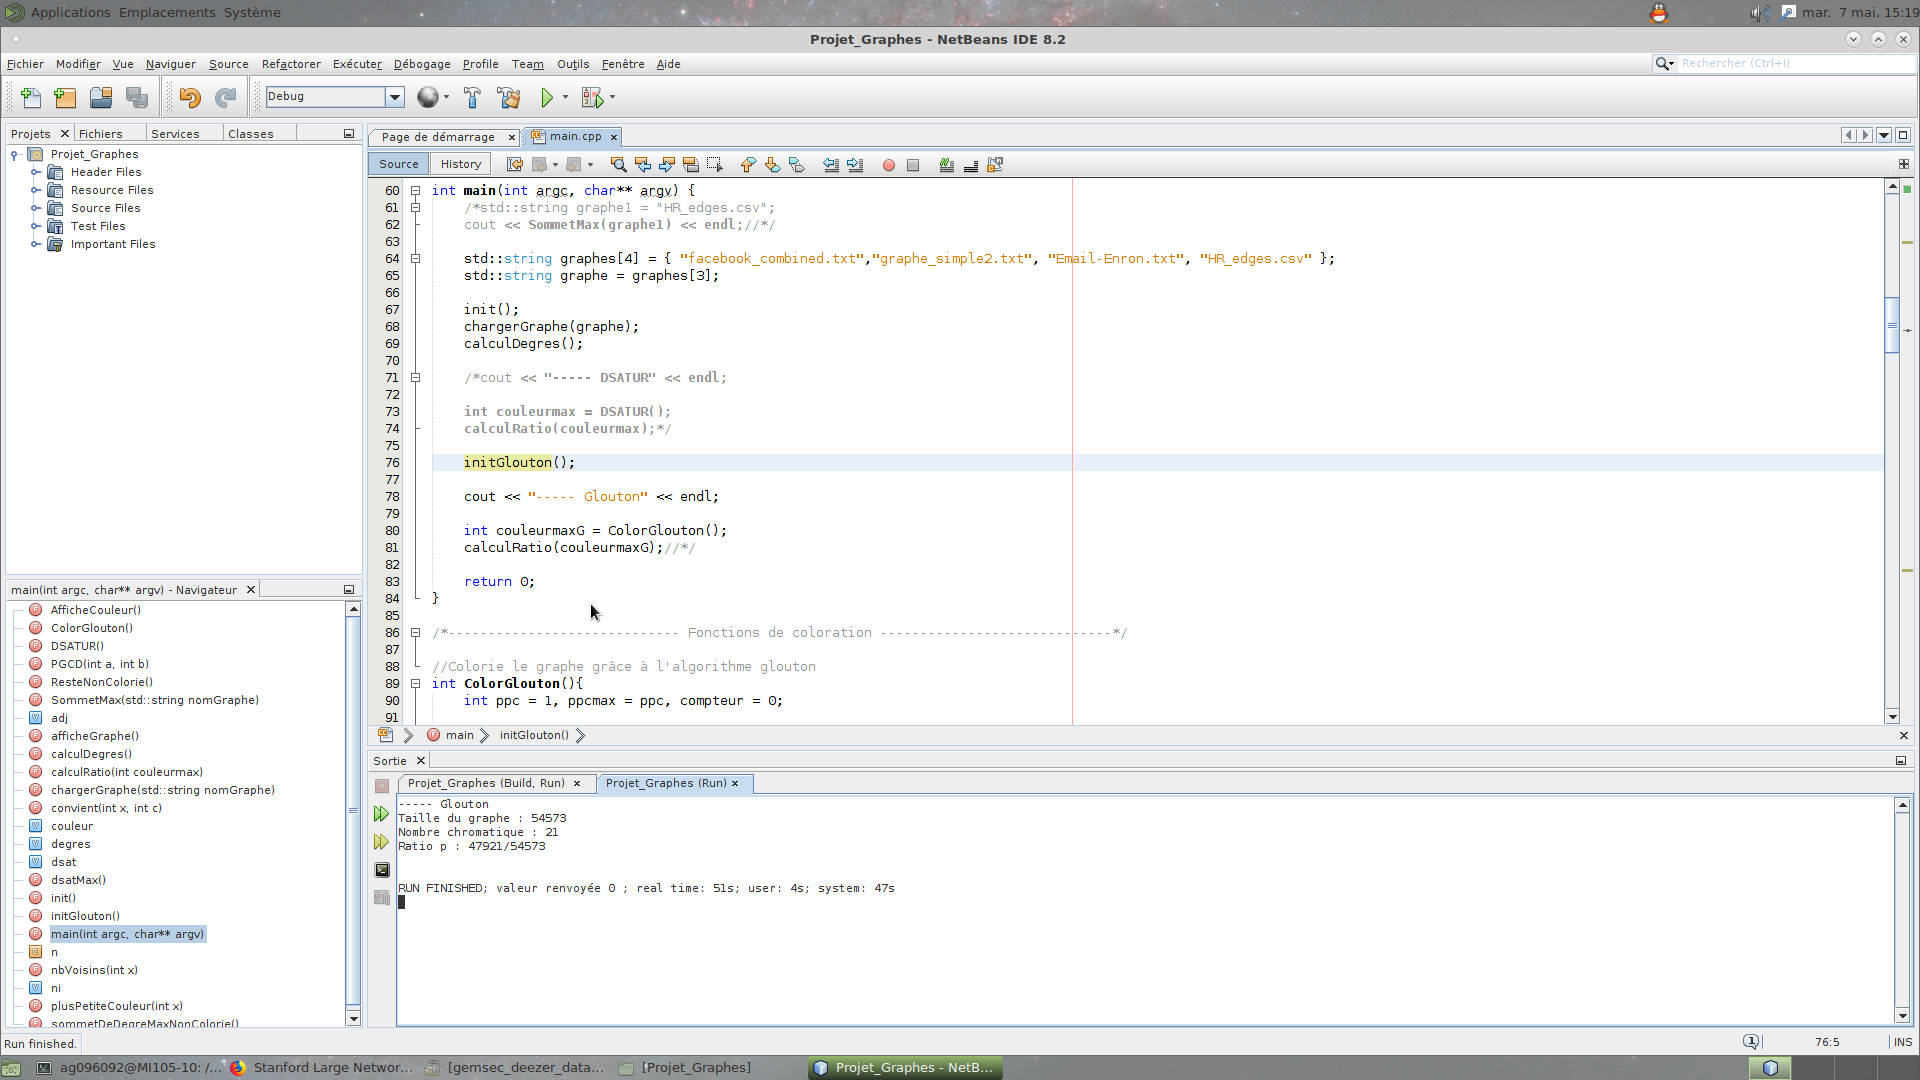 Applications Emplacements Système
mar. 7 mai, 15:19
Projet_Graphes - NetBeans IDE 8.2
Fichier Modifier Vue Naviguer Source Refactorer Exécuter Débogage Profile Team Outils Fenêtre Aide
Rechercher (Ctrl+I)
Debug
Projets Fichiers Services Classes
Projet_Graphes
Header Files
Resource Files
Source Files
Test Files
Important Files
main(int argc, char** argv) - Navigateur
AfficheCouleur()
ColorGlouton()
DSATUR()
PGCD(int a, int b)
ResteNonColorie()
SommetMax(std::string nomGraphe)
adj
afficheGraphe()
calculDegres()
calculRatio(int couleurmax)
chargerGraphe(std::string nomGraphe)
convient(int x, int c)
couleur
degres
dsat
dsatMax()
init()
initGlouton()
main(int argc, char** argv)
n
nbVoisins(int x)
ni
plusPetiteCouleur(int x)
sommetDeDegreMaxNonColorie()
Page de démarrage main.cpp
Source History
60 int main(int argc, char** argv) {
61 /*std::string graphe1 = "HR_edges.csv";
62 cout << SommetMax(graphe1) << endl;//*/
63
64 std::string graphes[4] = { "facebook_combined.txt","graphe_simple2.txt", "Email-Enron.txt", "HR_edges.csv" };
65 std::string graphe = graphes[3];
66
67 init();
68 chargerGraphe(graphe);
69 calculDegres();
70
71 /*cout << "----- DSATUR" << endl;
72
73 int couleurmax = DSATUR();
74 calculRatio(couleurmax);*/
75
76 initGlouton();
77
78 cout << "----- Glouton" << endl;
79
80 int couleurmaxG = ColorGlouton();
81 calculRatio(couleurmaxG);//*/
82
83 return 0;
84 }
85
86 /*----------------------------- Fonctions de coloration -----------------------------*/
87
88 //Colorie le graphe grâce à l'algorithme glouton
89 int ColorGlouton(){
90 int ppc = 1, ppcmax = ppc, compteur = 0;
91
main initGlouton()
Sortie
Projet_Graphes (Build, Run) Projet_Graphes (Run)
----- Glouton
Taille du graphe : 54573
Nombre chromatique : 21
Ratio p : 47921/54573
RUN FINISHED; valeur renvoyée 0 ; real time: 51s; user: 4s; system: 47s
Run finished.
1
76:5
INS
ag096092@MI105-10: /...
Stanford Large Networ...
[gemsec_deezer_data...
[Projet_Graphes]
Projet_Graphes - NetB...